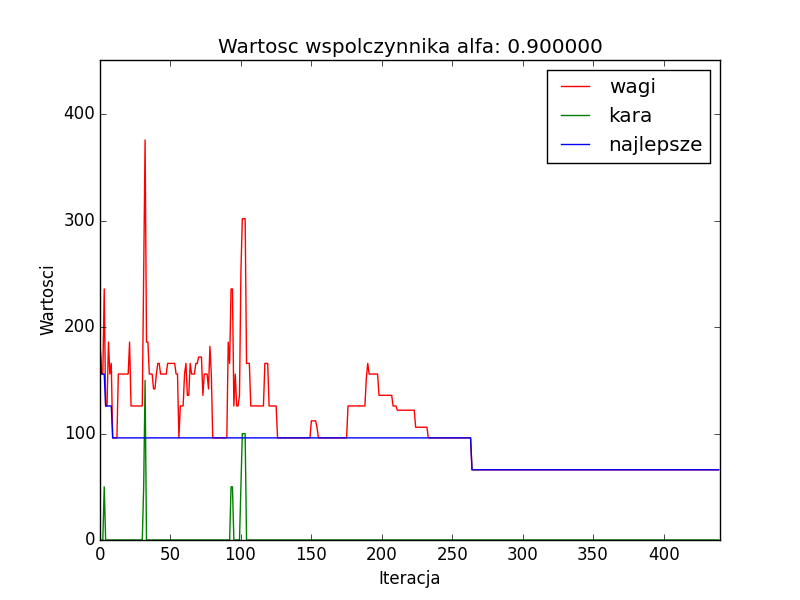 Wartosc wspolczynnika alfa: 0.900000
wagi
kara
najlepsze
400
300
200
100
0
Wartosci
0 50 100 150 200 250 300 350 400
Iteracja